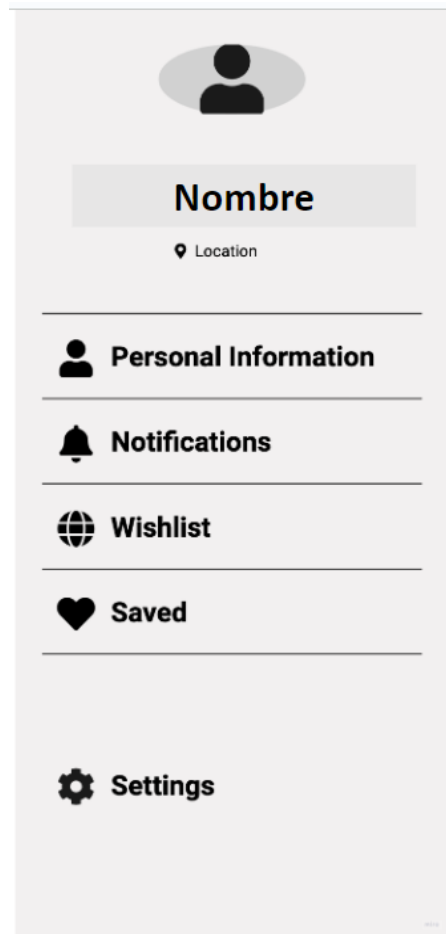 Nombre
Location
Personal Information
Notifications
Wishlist
Saved
Settings